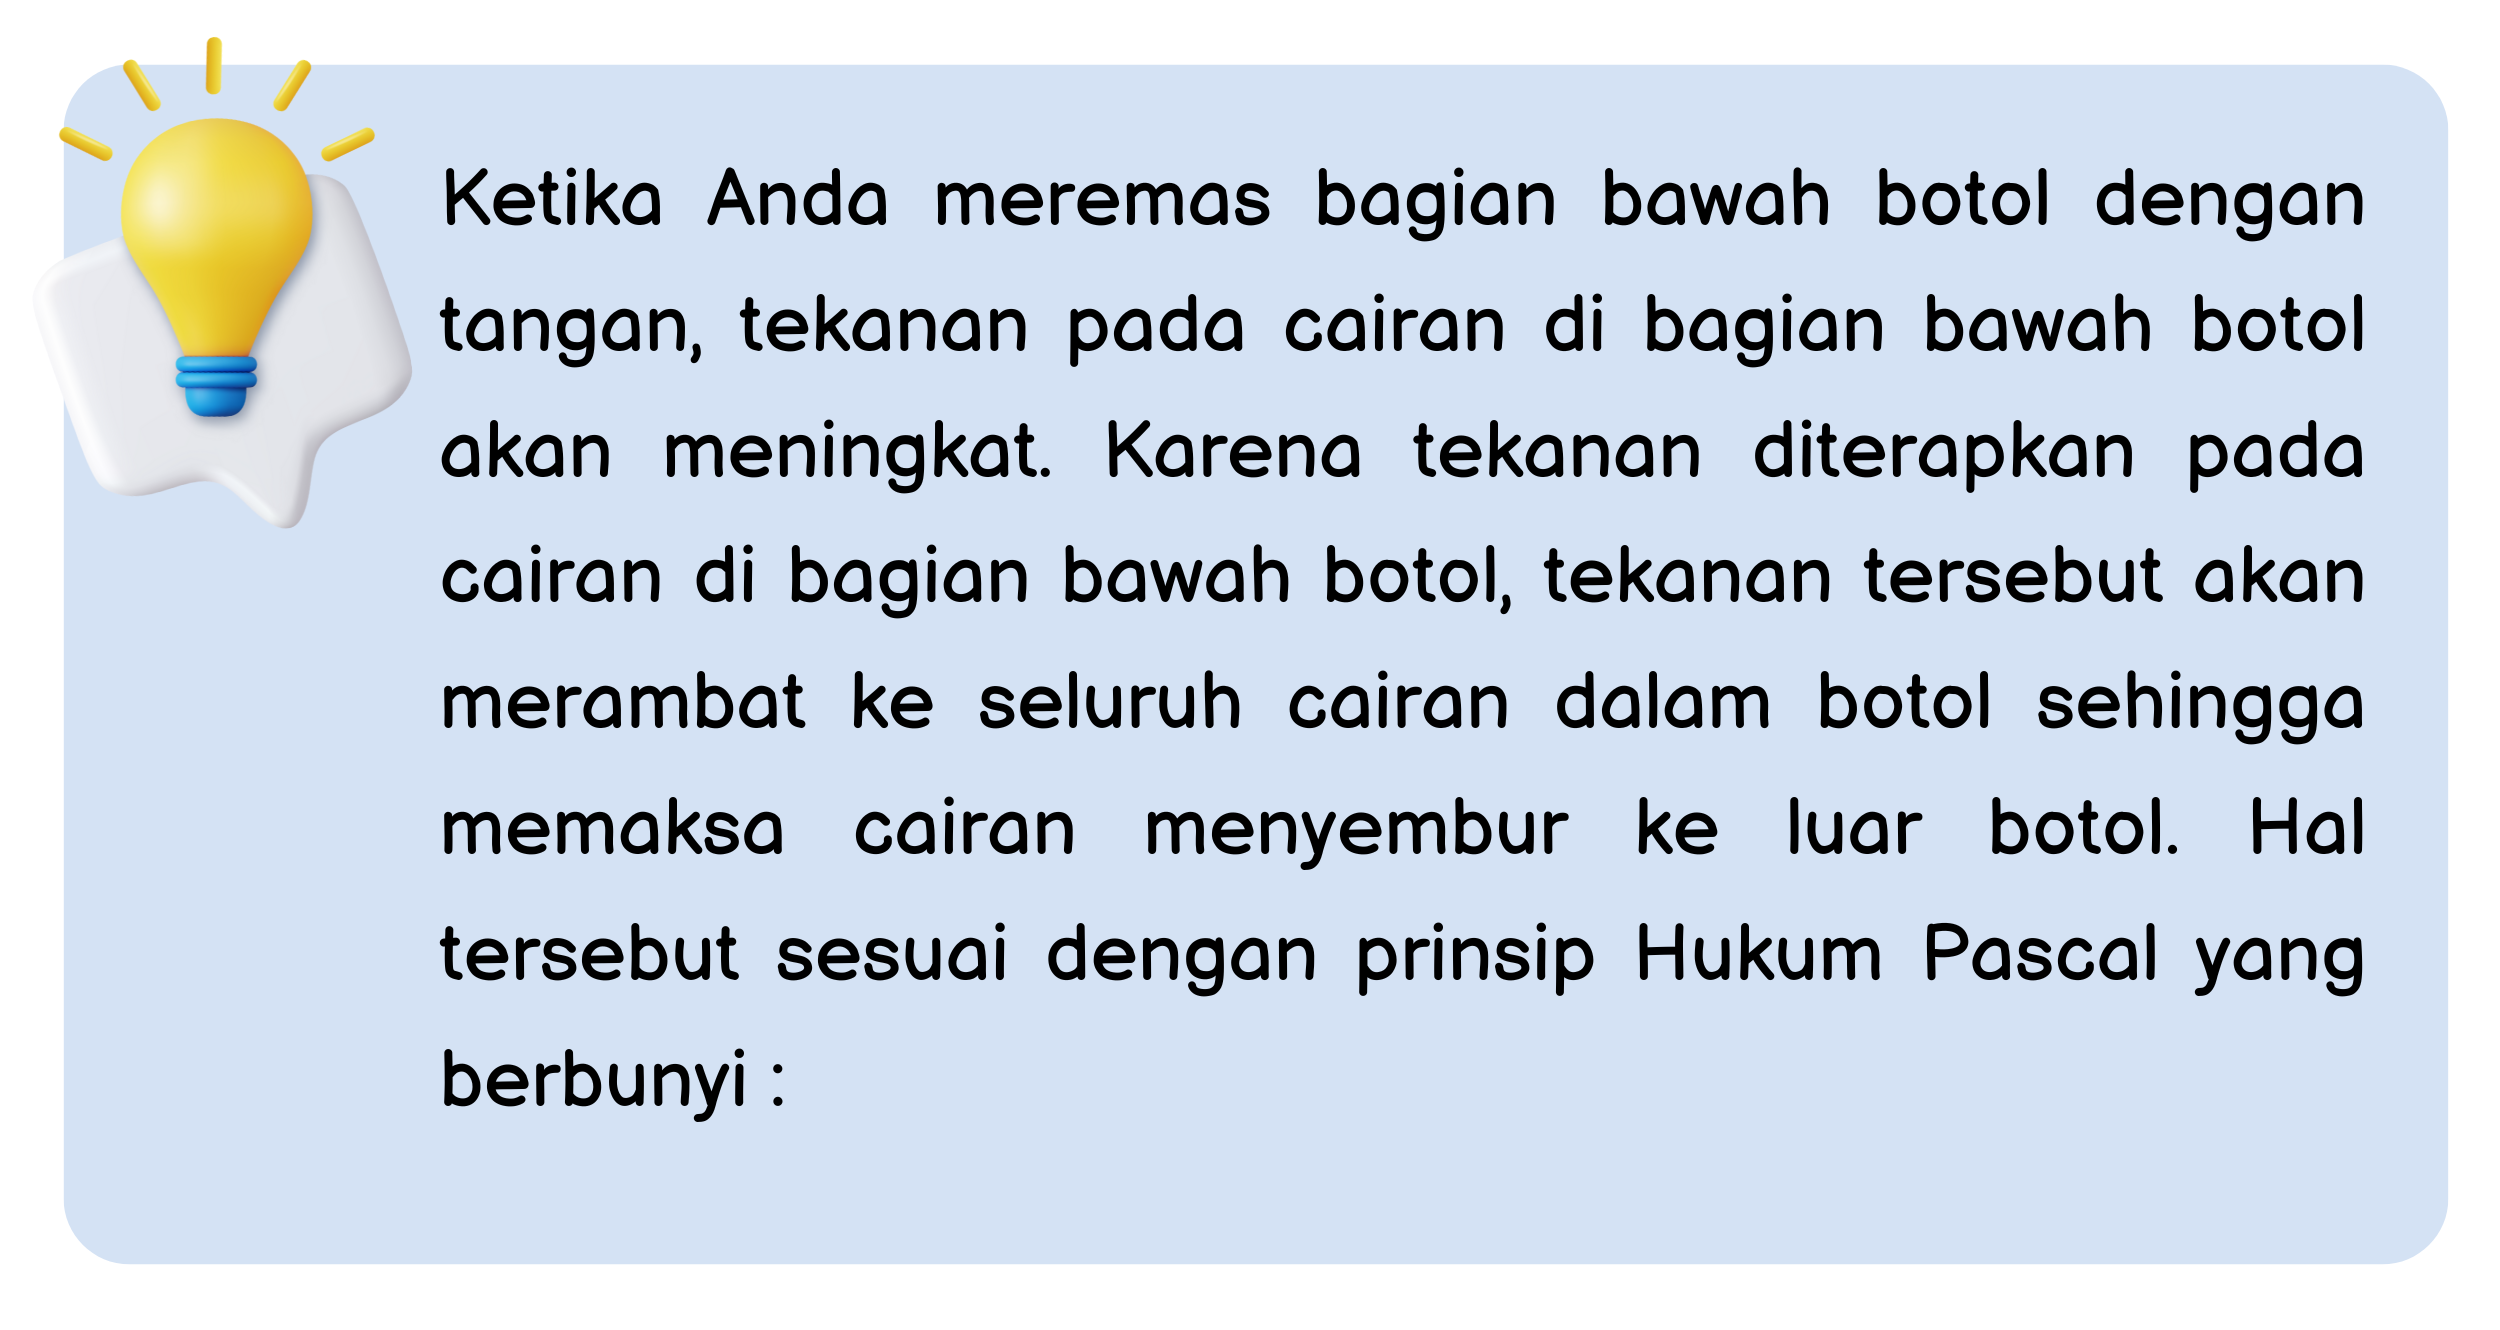 Ketika Anda meremas bagian bawah botol dengan
tangan, tekanan pada cairan di bagian bawah botol
akan meningkat. Karena tekanan diterapkan pada
cairan di bagian bawah botol, tekanan tersebut akan
merambat ke seluruh cairan dalam botol sehingga
memaksa cairan menyembur ke luar botol. Hal
tersebut sesuai dengan prinsip Hukum Pascal yang
berbunyi :